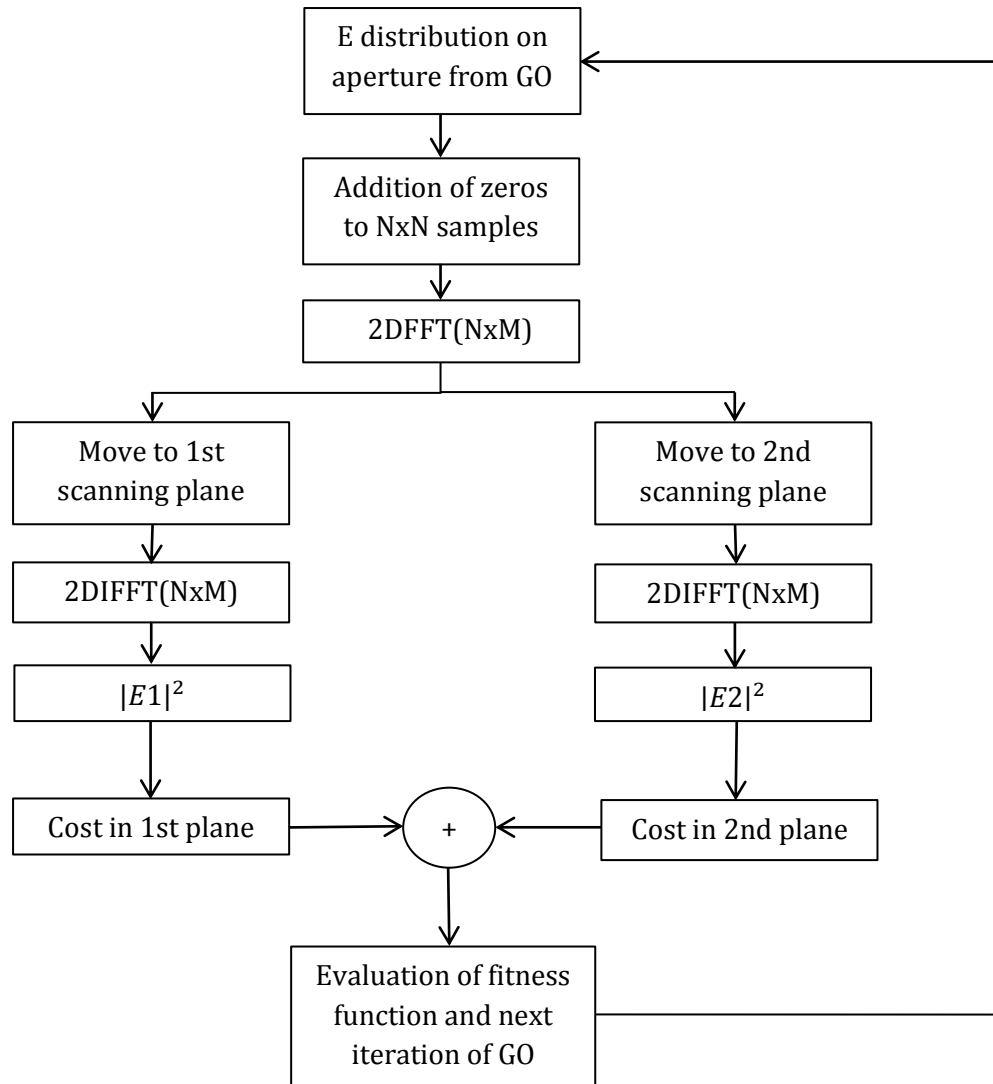 E distribution on
aperture from GO
Addition of zeros
to NxN samples
2DFFT(NxM)
Move to 1st
scanning plane
Move to 2nd
scanning plane
2DIFFT(NxM)
2DIFFT(NxM)
|E1|²
|E2|²
Cost in 1st plane
+
Cost in 2nd plane
Evaluation of fitness
function and next
iteration of GO